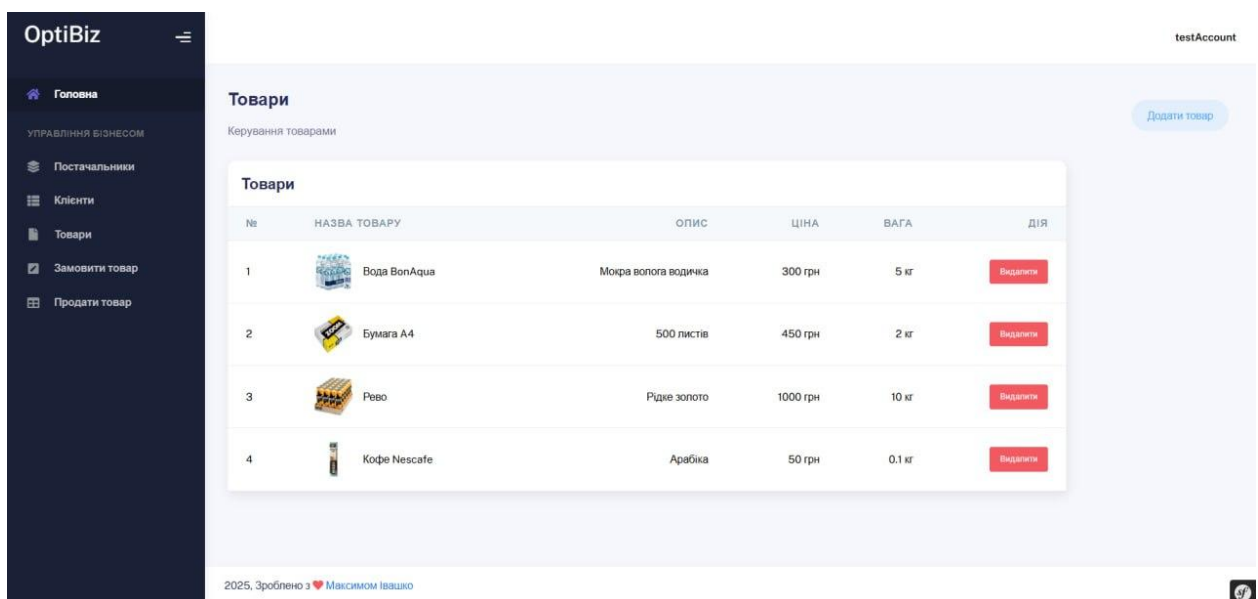 OptiBiz
testAccount
Головна
УПРАВЛІННЯ БІЗНЕСОМ
Постачальники
Клієнти
Товари
Замовити товар
Продати товар
Товари
Керування товарами
Додати товар
Товари
№ НАЗВА ТОВАРУ ОПИС ЦІНА ВАГА ДІЯ
1 Вода BonAqua Мокра волога водичка 300 грн 5 кг Видалити
2 Бумага А4 500 листів 450 грн 2 кг Видалити
3 Рево Рідке золото 1000 грн 10 кг Видалити
4 Кофе Nescafe Арабіка 50 грн 0.1 кг Видалити
2025, Зроблено з ❤ Максимом Івашко
sf